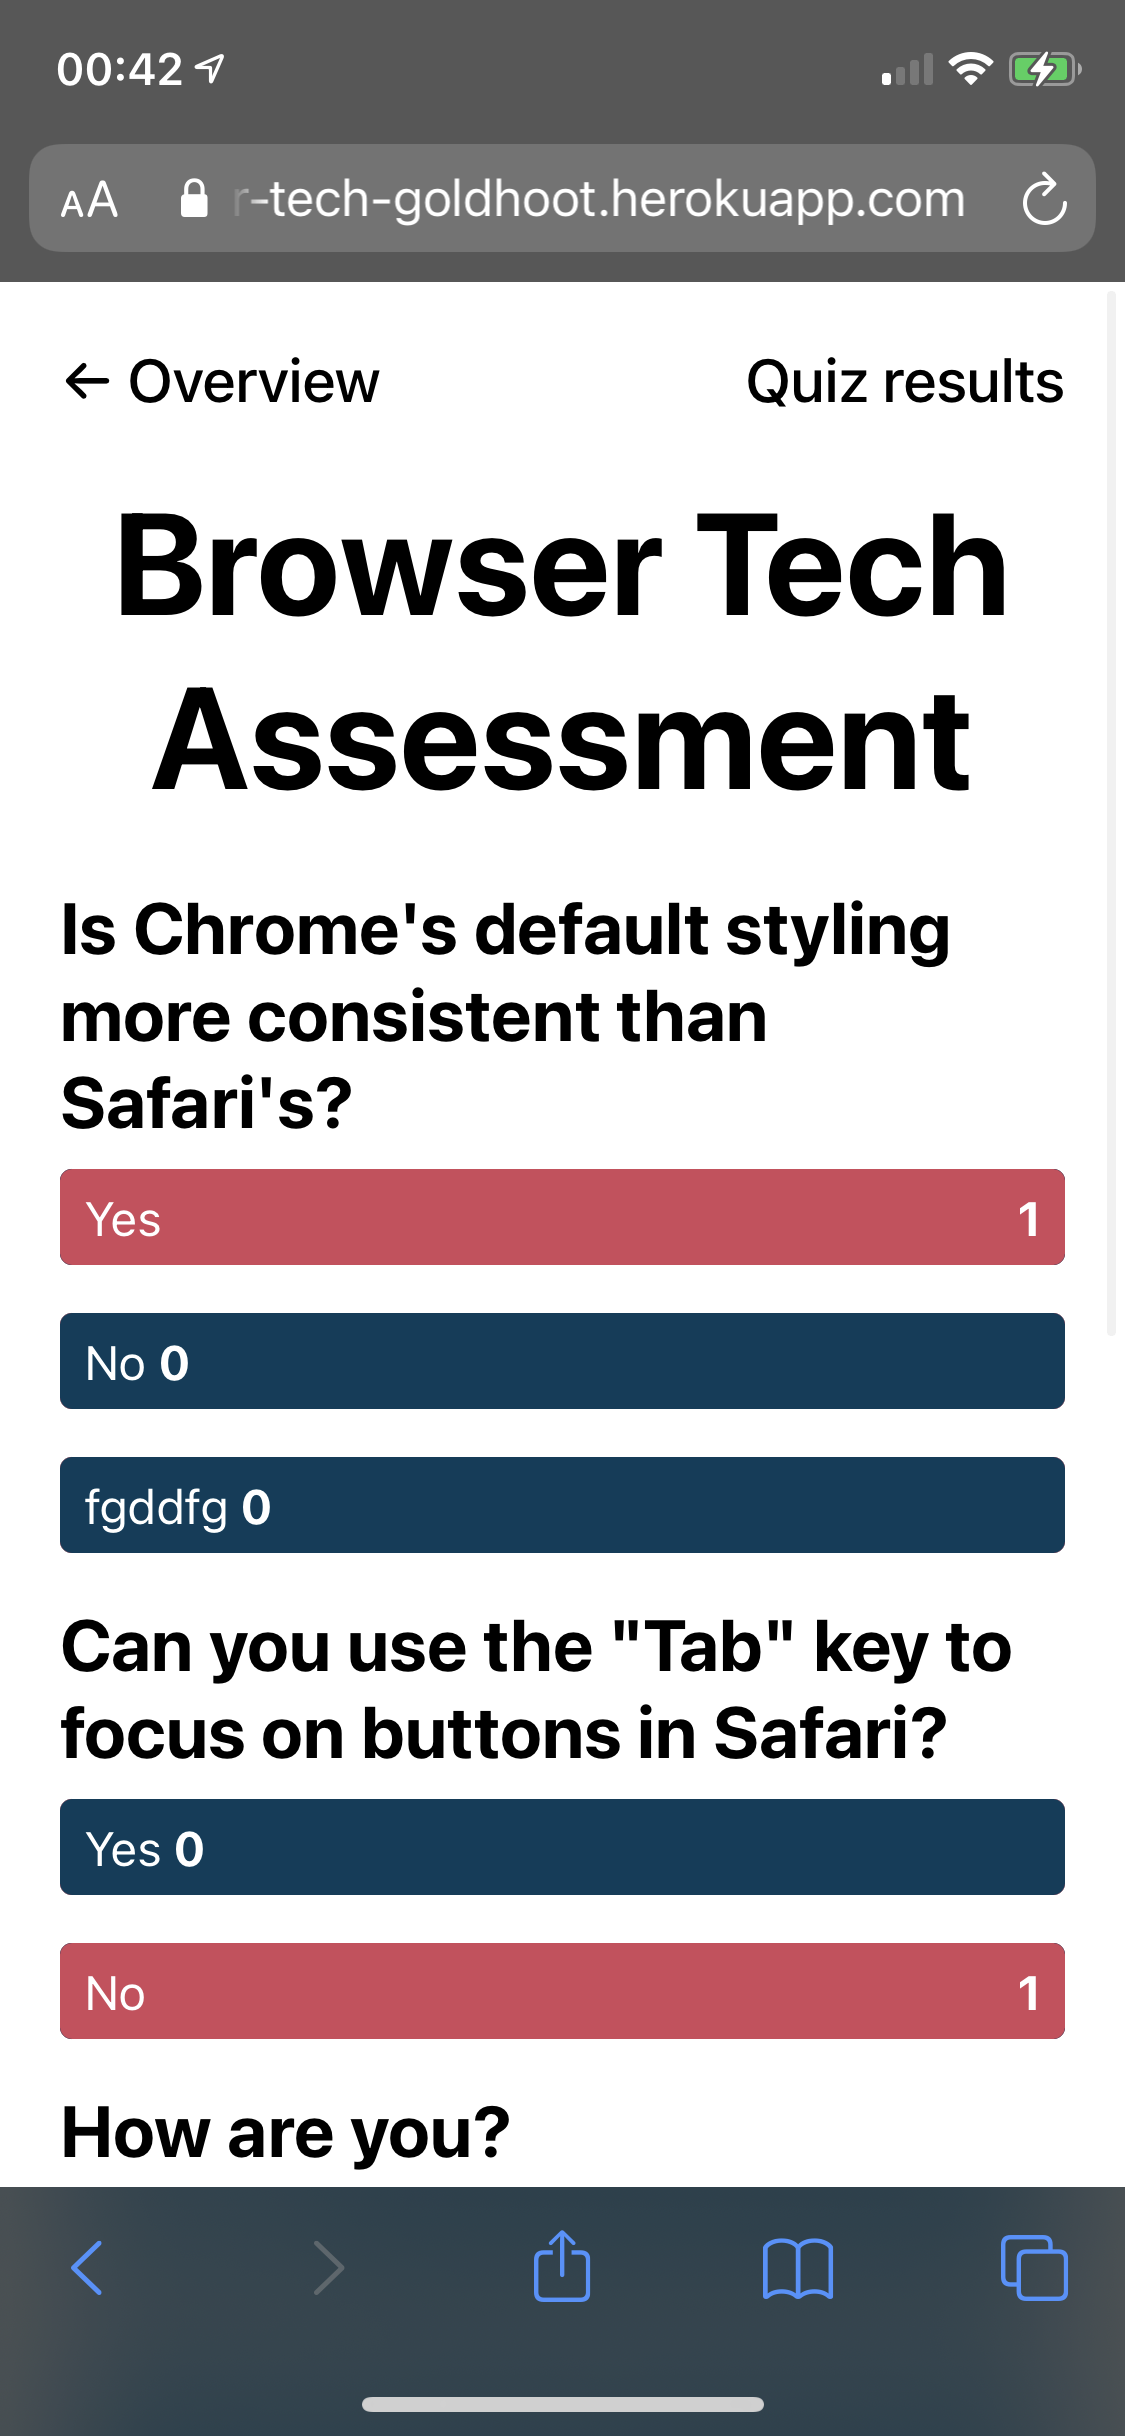 00:42
AA r-tech-goldhoot.herokuapp.com
← Overview Quiz results
Browser Tech
Assessment
Is Chrome's default styling
more consistent than
Safari's?
Yes 1
No 0
fgddfg 0
Can you use the "Tab" key to
focus on buttons in Safari?
Yes 0
No 1
How are you?